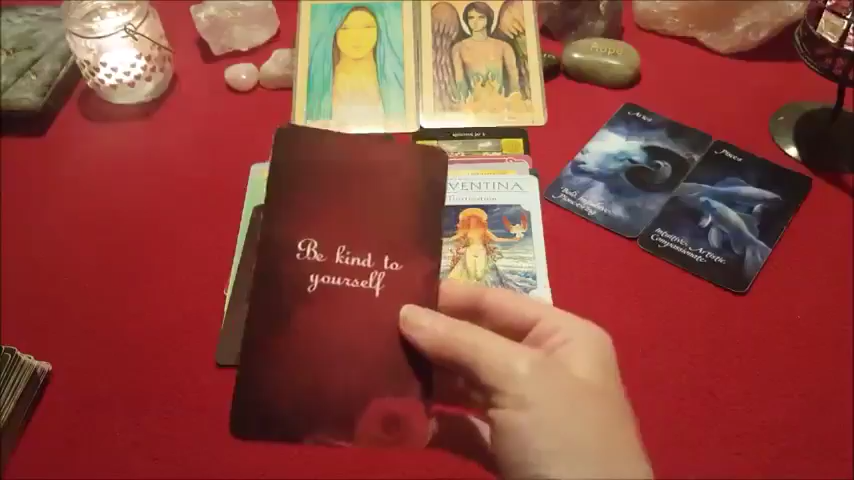 Hope
Aries
Pisces
VENTINA
Be kind to
yourself
Intuitive. Artistic.
Compassionate.